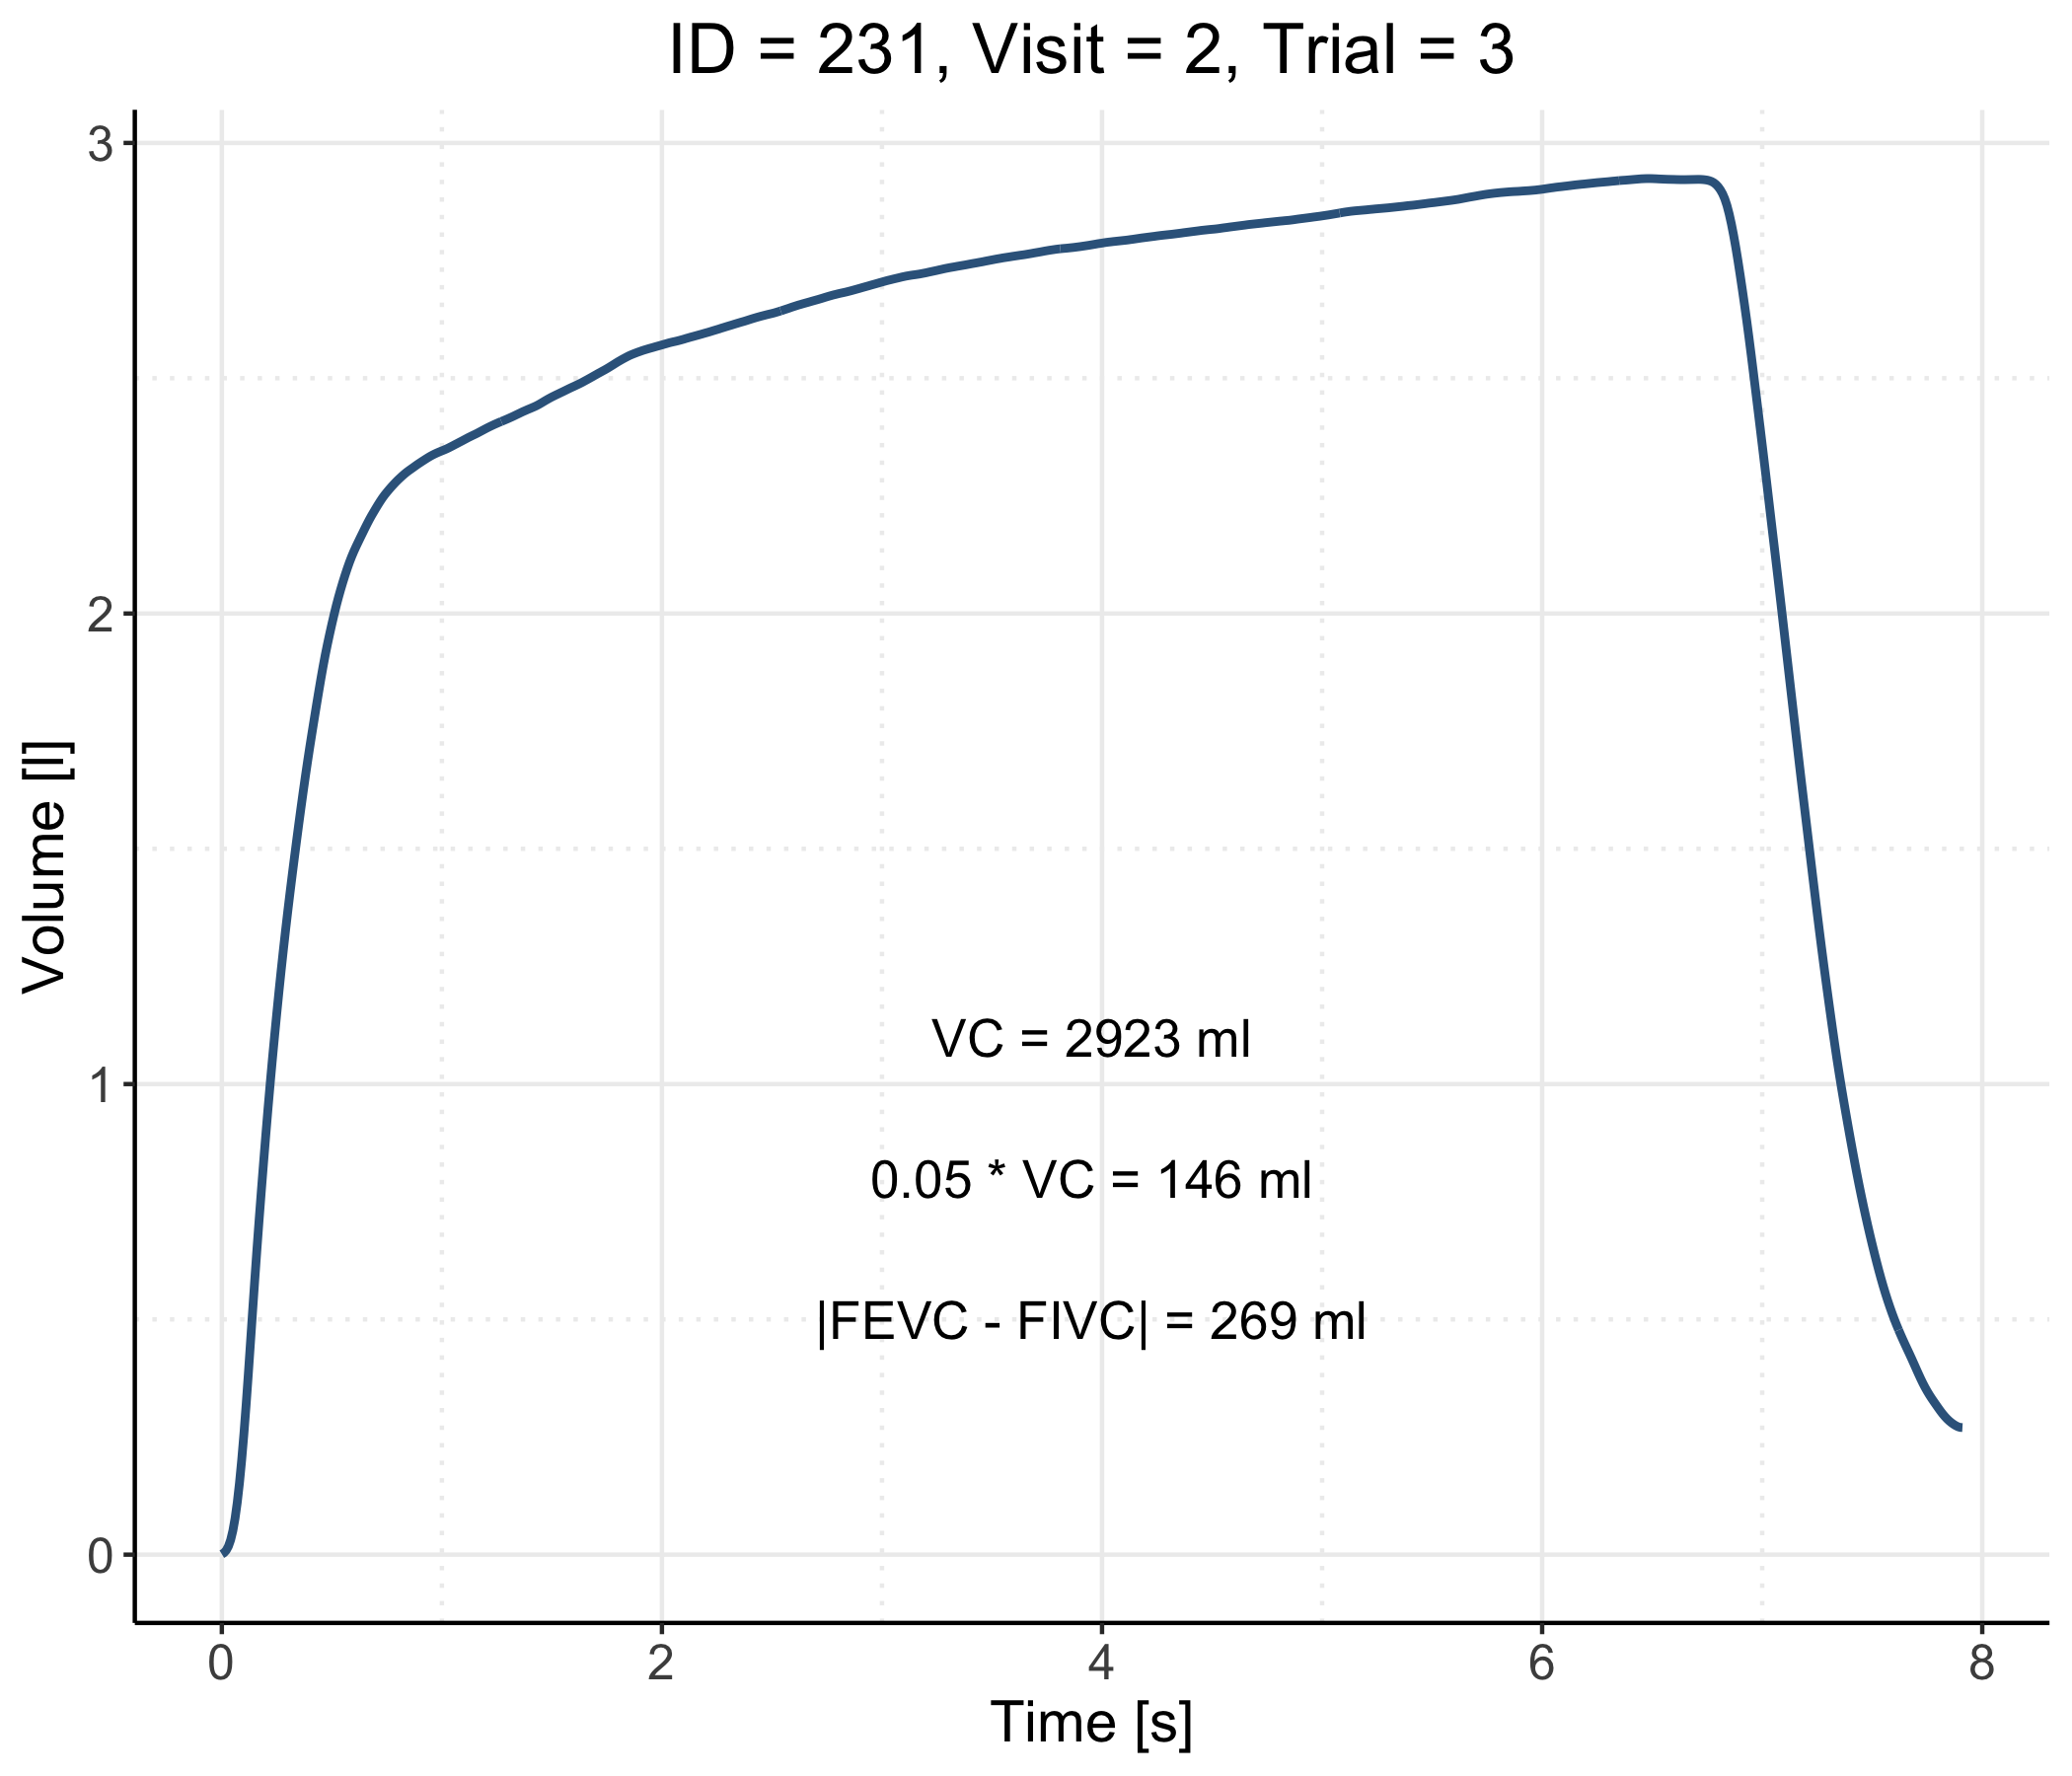 ID = 231, Visit = 2, Trial = 3
3
2
1
0
Volume [l]
VC = 2923 ml
0.05 * VC = 146 ml
|FEVC - FIVC| = 269 ml
0 2 4 6 8
Time [s]